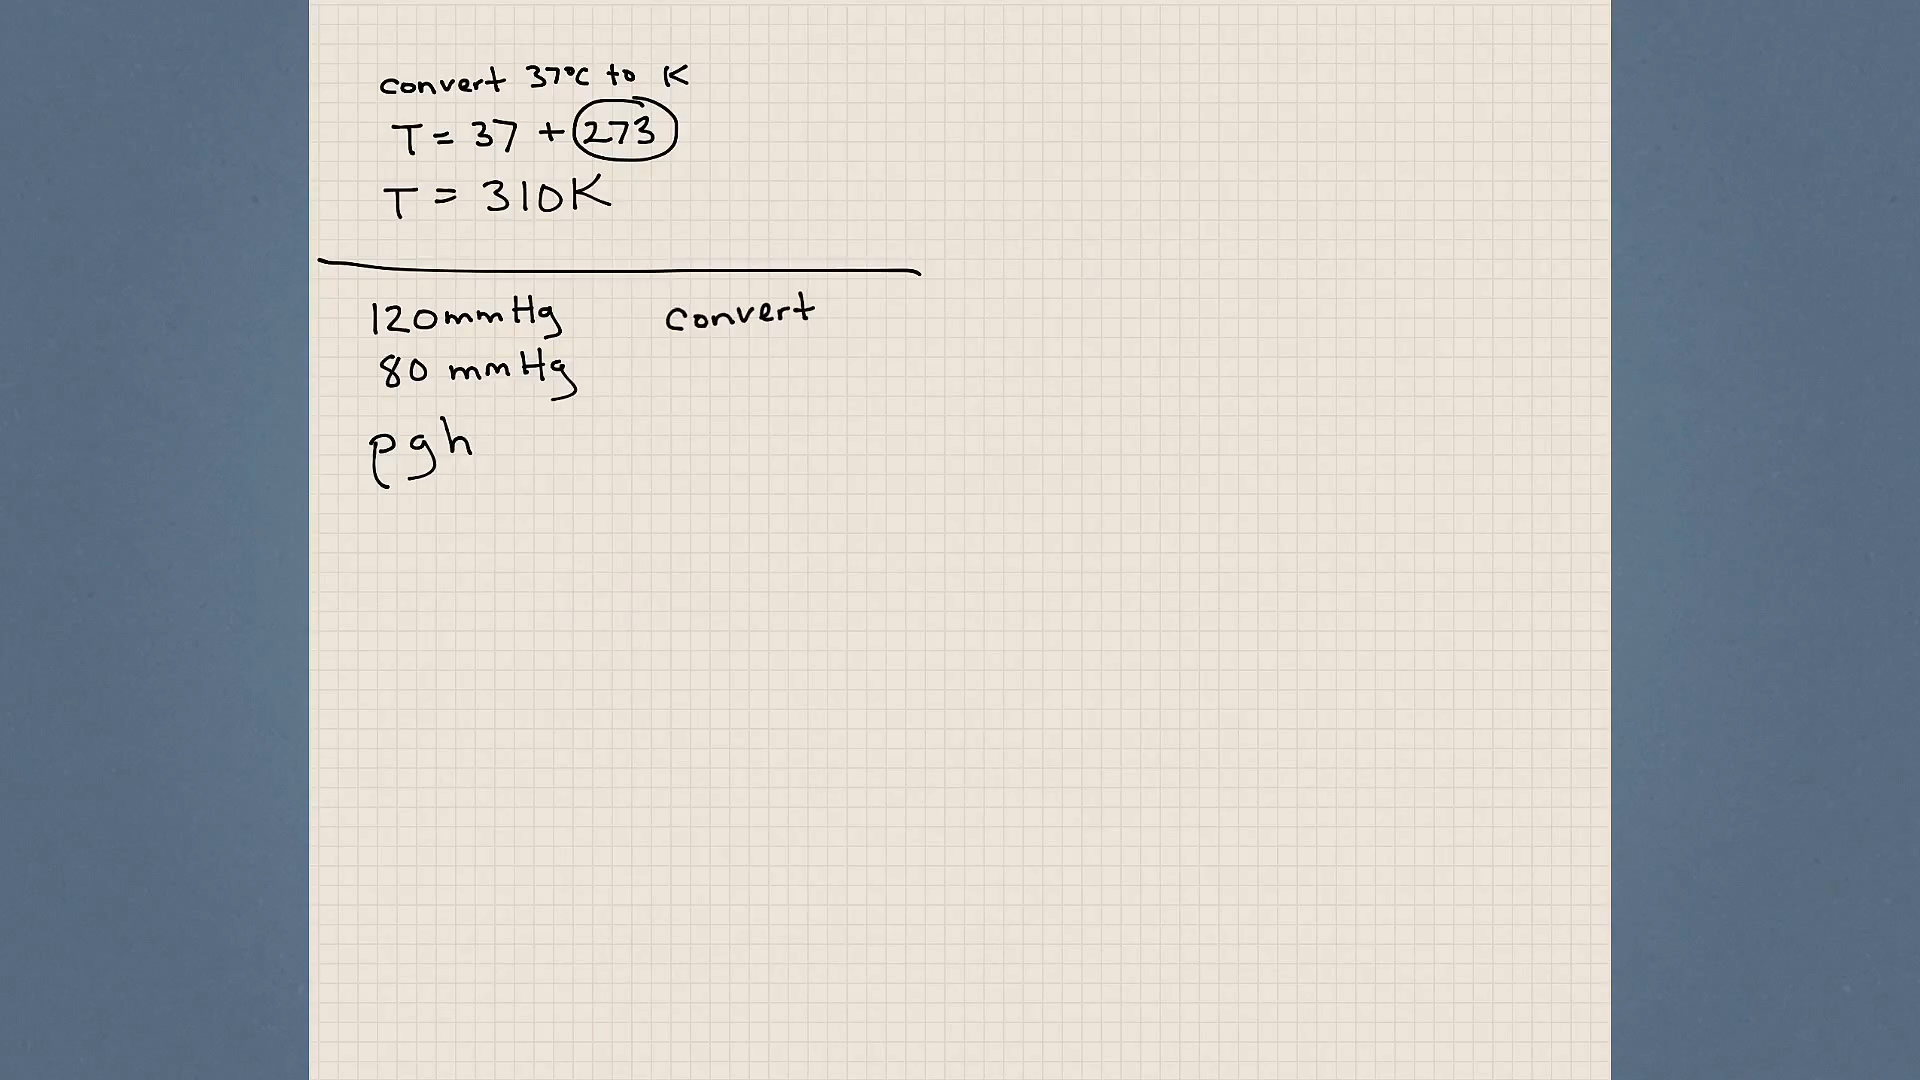 convert 37°C to K
T = 37 + 273
T = 310K
120mmHg convert
80 mmHg
ρgh